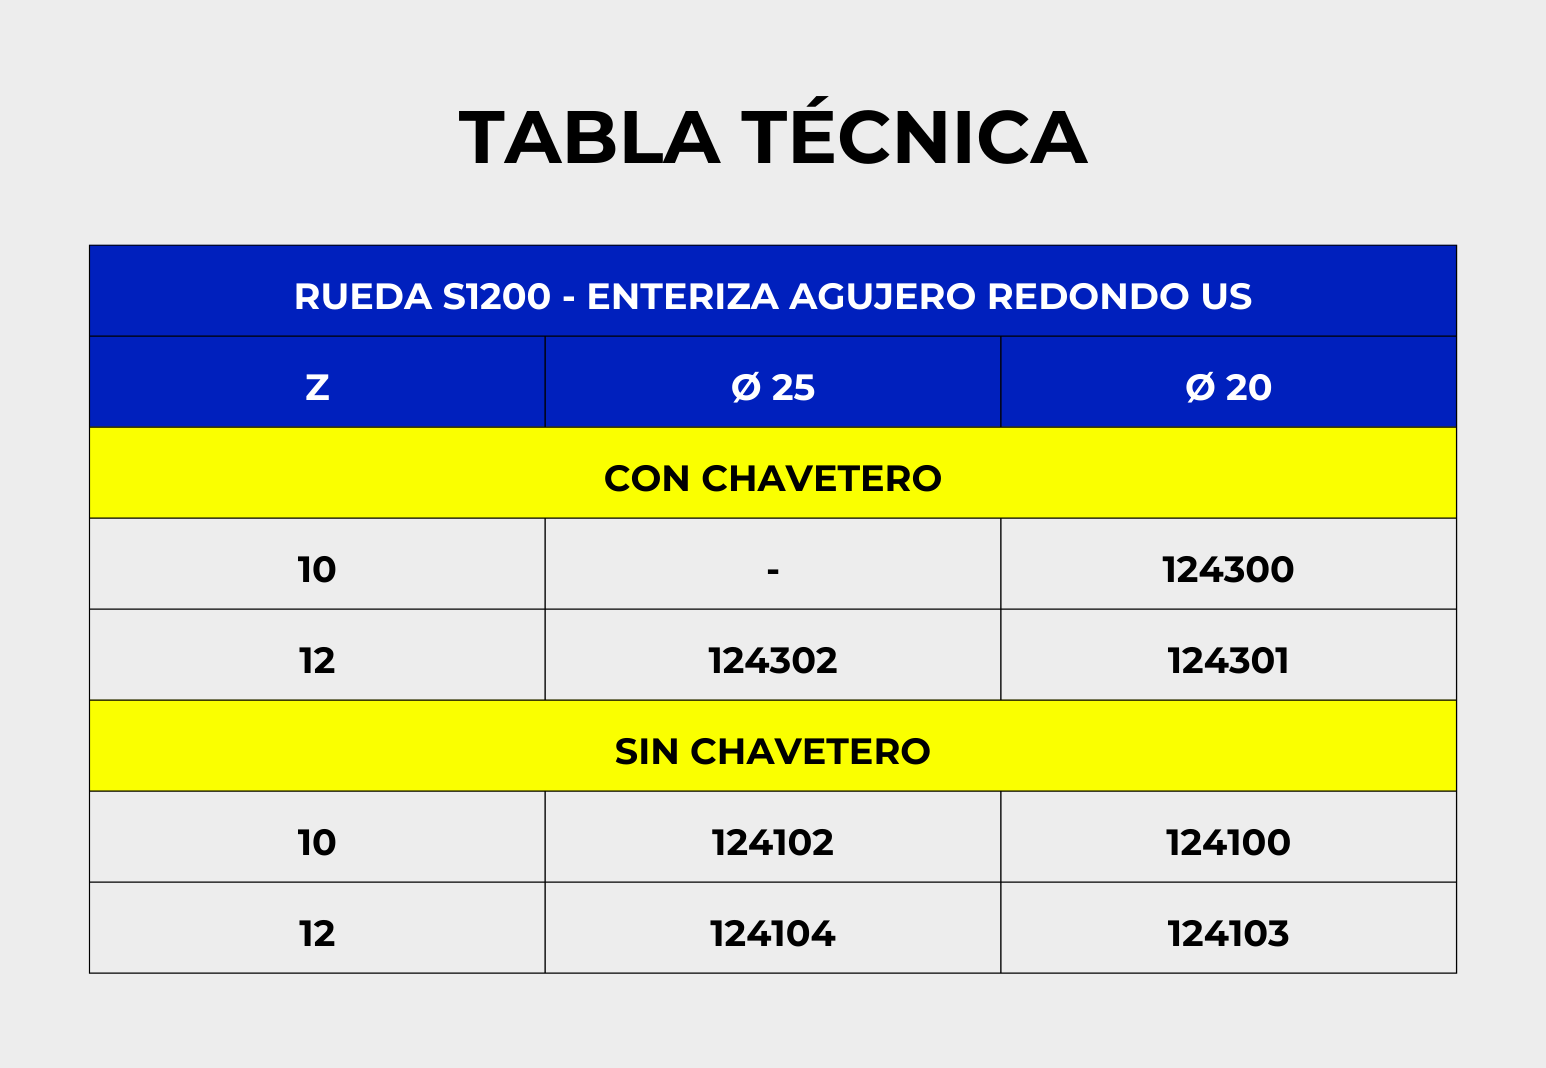 TABLA TÉCNICA
RUEDA S1200 - ENTERIZA AGUJERO REDONDO US
Z Ø 25 Ø 20
CON CHAVETERO
10 - 124300
12 124302 124301
SIN CHAVETERO
10 124102 124100
12 124104 124103